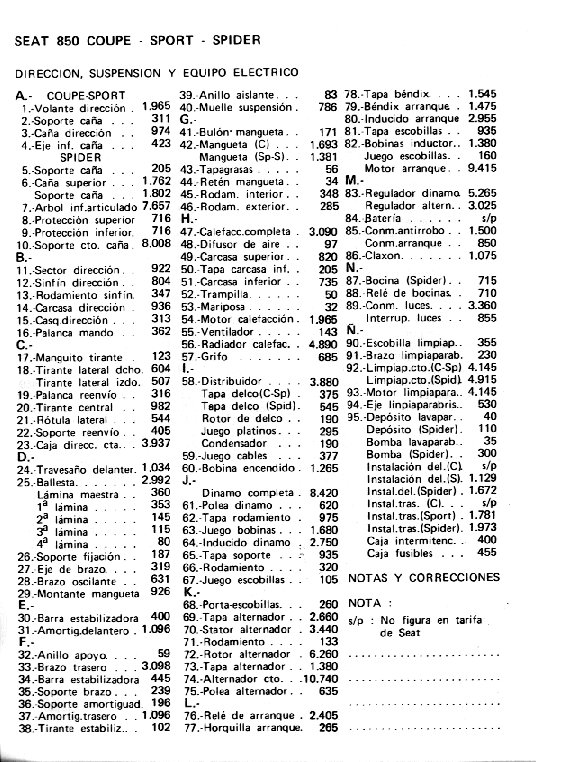 SEAT 850 COUPE - SPORT - SPIDER
DIRECCION, SUSPENSION Y EQUIPO ELECTRICO
A.- COUPE-SPORT
1.-Volante dirección . 1.965
2.-Soporte caña . . . 311
3.-Caña dirección . . 974
4.-Eje inf. caña . . . 423
SPIDER
5.-Soporte caña . . . 205
6.-Caña superior . . . 1.762
Soporte caña . . . 1.802
7.-Arbol inf.articulado 7.657
8.-Protección superior 716
9.-Protección inferior. 716
10.-Soporte cto. caña . 8.008
B.-
11.-Sector dirección . . 922
12.-Sinfín dirección . . 804
13.-Rodamiento sinfín. 347
14.-Carcasa dirección . 936
15.-Casq.dirección . . . 313
16.-Palanca mando . . 362
C.-
17.-Manguito tirante . 123
18.-Tirante lateral dcho. 604
Tirante lateral izdo. 507
19.-Palanca reenvío . . 316
20.-Tirante central . . 982
21.-Rótula lateral . . . 544
22.-Soporte reenvío . . 405
23.-Caja direcc. cta.. . 3.937
D.-
24.-Travesaño delanter. 1.034
25.-Ballesta. . . . . . . 2.992
Lámina maestra . . 360
1ª lámina . . . . . 353
2ª lámina . . . . . 145
3ª lámina . . . . . 115
4ª lámina . . . . . 80
26.-Soporte fijación . . 187
27.-Eje de brazo. . . . 319
28.-Brazo oscilante . . 631
29.-Montante mangueta 926
E.-
30.-Barra estabilizadora 400
31.-Amortig.delantero . 1.096
F.-
32.-Anillo apoyo. . . . 59
33.-Brazo trasero . . . 3.098
34.-Barra estabilizadora 445
35.-Soporte brazo . . . 239
36.-Soporte amortiguad. 196
37.-Amortig.trasero . . 1.096
38.-Tirante estabiliz.. . 102
39.-Anillo aislante. . . 83
40.-Muelle suspensión . 786
G.-
41.-Bulón mangueta . . 171
42.-Mangueta (C) . . . 1.693
Mangueta (Sp-S). . 1.381
43.-Tapagrasas . . . . . 56
44.-Retén mangueta . . 34
45.-Rodam. interior . . 348
46.-Rodam. exterior. . 285
H.-
47.-Calefacc.completa . 3.090
48.-Difusor de aire . . 97
49.-Carcasa superior . . 820
50.-Tapa carcasa inf. . 205
51.-Carcasa inferior . . 735
52.-Trampilla. . . . . . 50
53.-Mariposa . . . . . . 32
54.-Motor calefacción . 1.965
55.-Ventilador . . . . . 143
56.-Radiador calefac. . 4.890
57.-Grifo . . . . . . . 685
I.-
58.-Distribuidor . . . . 3.880
Tapa delco(C-Sp) . 375
Tapa delco (Spid). 545
Rotor de delco . . 190
Juego platinos . . . 295
Condensador . . . 190
59.-Juego cables . . . 377
60.-Bobina encendido . 1.265
J.-
Dinamo completa . 8.420
61.-Polea dinamo . . . 620
62.-Tapa rodamiento . 975
63.-Juego bobinas . . . 1.680
64.-Inducido dinamo . 2.750
65.-Tapa soporte . . . 935
66.-Rodamiento . . . . 320
67.-Juego escobillas . . 105
K.-
68.-Porta-escobillas. . . 260
69.-Tapa alternador . . 2.660
70.-Stator alternador . 3.440
71.-Rodamiento . . . . 133
72.-Rotor alternador . 6.260
73.-Tapa alternador . . 1.380
74.-Alternador cto. . . .10.740
75.-Polea alternador . . 635
L.-
76.-Relé de arranque . 2.405
77.-Horquilla arranque. 265
78.-Tapa béndix. . . . 1.545
79.-Béndix arranque . 1.475
80.-Inducido arranque 2.955
81.-Tapa escobillas . . 935
82.-Bobinas inductor. . 1.380
Juego escobillas. . 160
Motor arranque. . 9.415
M.-
83.-Regulador dinamo. 5.265
Regulador altern. . 3.025
84.-Batería . . . . . . s/p
85.-Conm.antirrobo . . 1.500
Conm.arranque . . 850
86.-Claxon. . . . . . . 1.075
N.-
87.-Bocina (Spider) . . 715
88.-Relé de bocinas. . 710
89.-Conm. luces. . . . 3.360
Interrup. luces . . 855
Ñ.-
90.-Escobilla limpiap.. 355
91.-Brazo limpiaparab. 230
92.-Limpiap.cto.(C-Sp) 4.145
Limpiap.cto.(Spid). 4.915
93.-Motor limpiapara. . 4.145
94.-Eje linpiaparabris. . 530
95.-Depósito lavapar. . 40
Depósito (Spider). 110
Bomba lavaparab. . 35
Bomba (Spider). . 300
Instalación del.(C). s/p
Instalación del.(S). 1.129
Instal.del.(Spider) . 1.672
Instal.tras. (C). . . s/p
Instal.tras.(Sport) . 1.781
Instal.tras.(Spider). 1.973
Caja intermitenc. . 400
Caja fusibles . . . 455
NOTAS Y CORRECCIONES
NOTA :
s/p : No figura en tarifa
de Seat